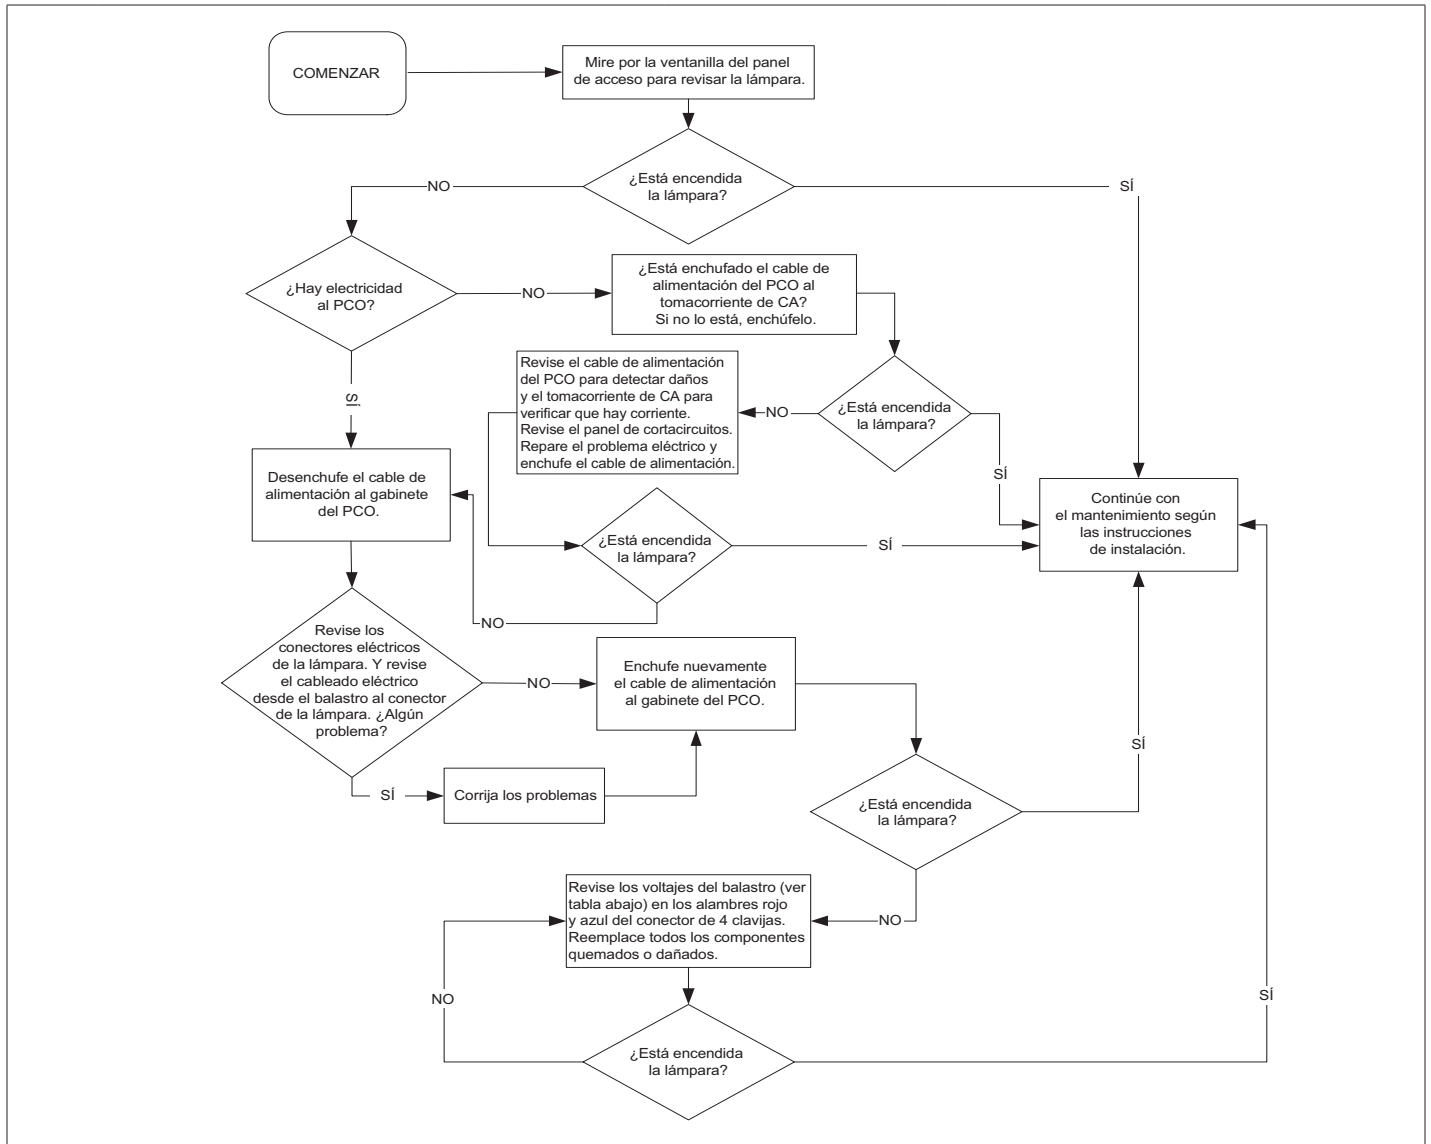 COMENZAR
Mire por la ventanilla del panel
de acceso para revisar la lámpara.
¿Está encendida
la lámpara?
NO
SÍ
¿Hay electricidad
al PCO?
NO
¿Está enchufado el cable de
alimentación del PCO al
tomacorriente de CA?
Si no lo está, enchúfelo.
SÍ
Revise el cable de alimentación
del PCO para detectar daños
y el tomacorriente de CA para
verificar que hay corriente.
Revise el panel de cortacircuitos.
Repare el problema eléctrico y
enchufe el cable de alimentación.
NO
¿Está encendida
la lámpara?
SÍ
Desenchufe el cable de
alimentación al gabinete
del PCO.
¿Está encendida
la lámpara?
SÍ
NO
Continúe con
el mantenimiento según
las instrucciones
de instalación.
Revise los
conectores eléctricos
de la lámpara. Y revise
el cableado eléctrico
desde el balastro al conector
de la lámpara. ¿Algún
problema?
NO
Enchufe nuevamente
el cable de alimentación
al gabinete del PCO.
SÍ
SÍ
Corrija los problemas
¿Está encendida
la lámpara?
NO
Revise los voltajes del balastro (ver
tabla abajo) en los alambres rojo
y azul del conector de 4 clavijas.
Reemplace todos los componentes
quemados o dañados.
NO
SÍ
¿Está encendida
la lámpara?